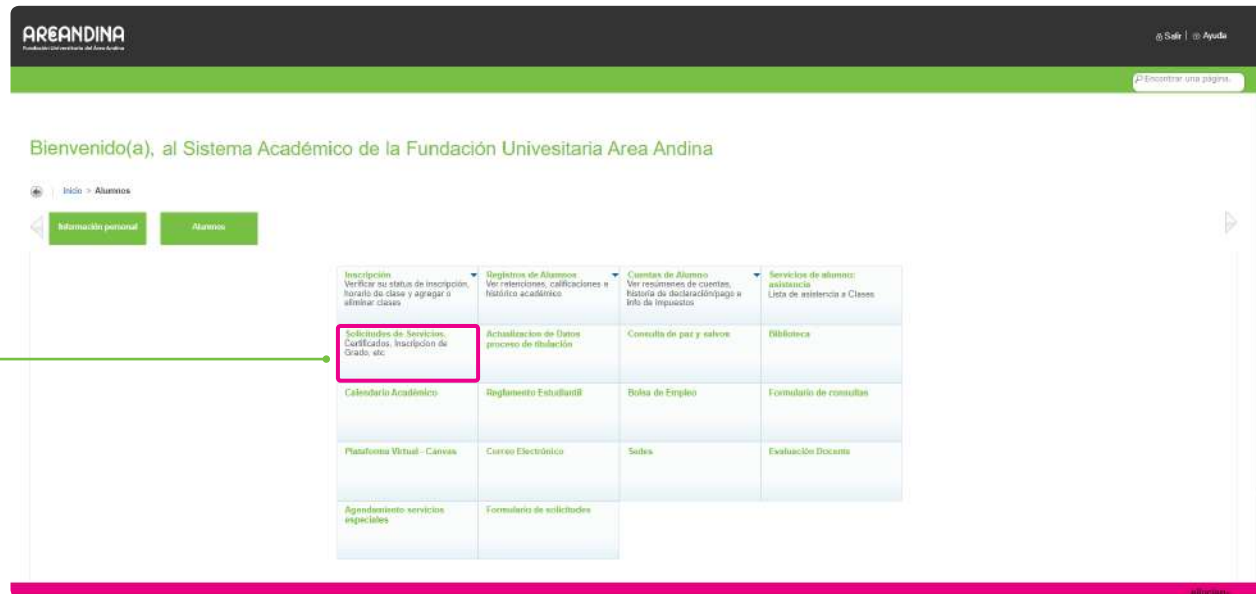 AREANDINA
Fundación Universitaria del Área Andina
Salir | Ayuda
Encontrar una página.
Bienvenido(a), al Sistema Académico de la Fundación Univesitaria Area Andina
Inicio > Alumnos
Información personal
Alumnos
Inscripción
Verificar su status de inscripción,
horario de clase y agregar o
eliminar clases
Registros de Alumnos
Ver retenciones, calificaciones e
histórico académico
Cuentas de Alumno
Ver resúmenes de cuentas,
historia de declaración/pago e
info de impuestos
Servicios de alumno:
asistencia
Lista de asistencia a Clases
Solicitudes de Servicios.
Certificados, Inscripcion de
Grado, etc
Actualizacion de Datos
proceso de titulación
Consulta de paz y salvos
Biblioteca
Calendario Académico
Reglamento Estudiantil
Bolsa de Empleo
Formulario de consultas
Plataforma Virtual - Canvas
Correo Electrónico
Sedes
Evaluación Docente
Agendamiento servicios
especiales
Formulario de solicitudes